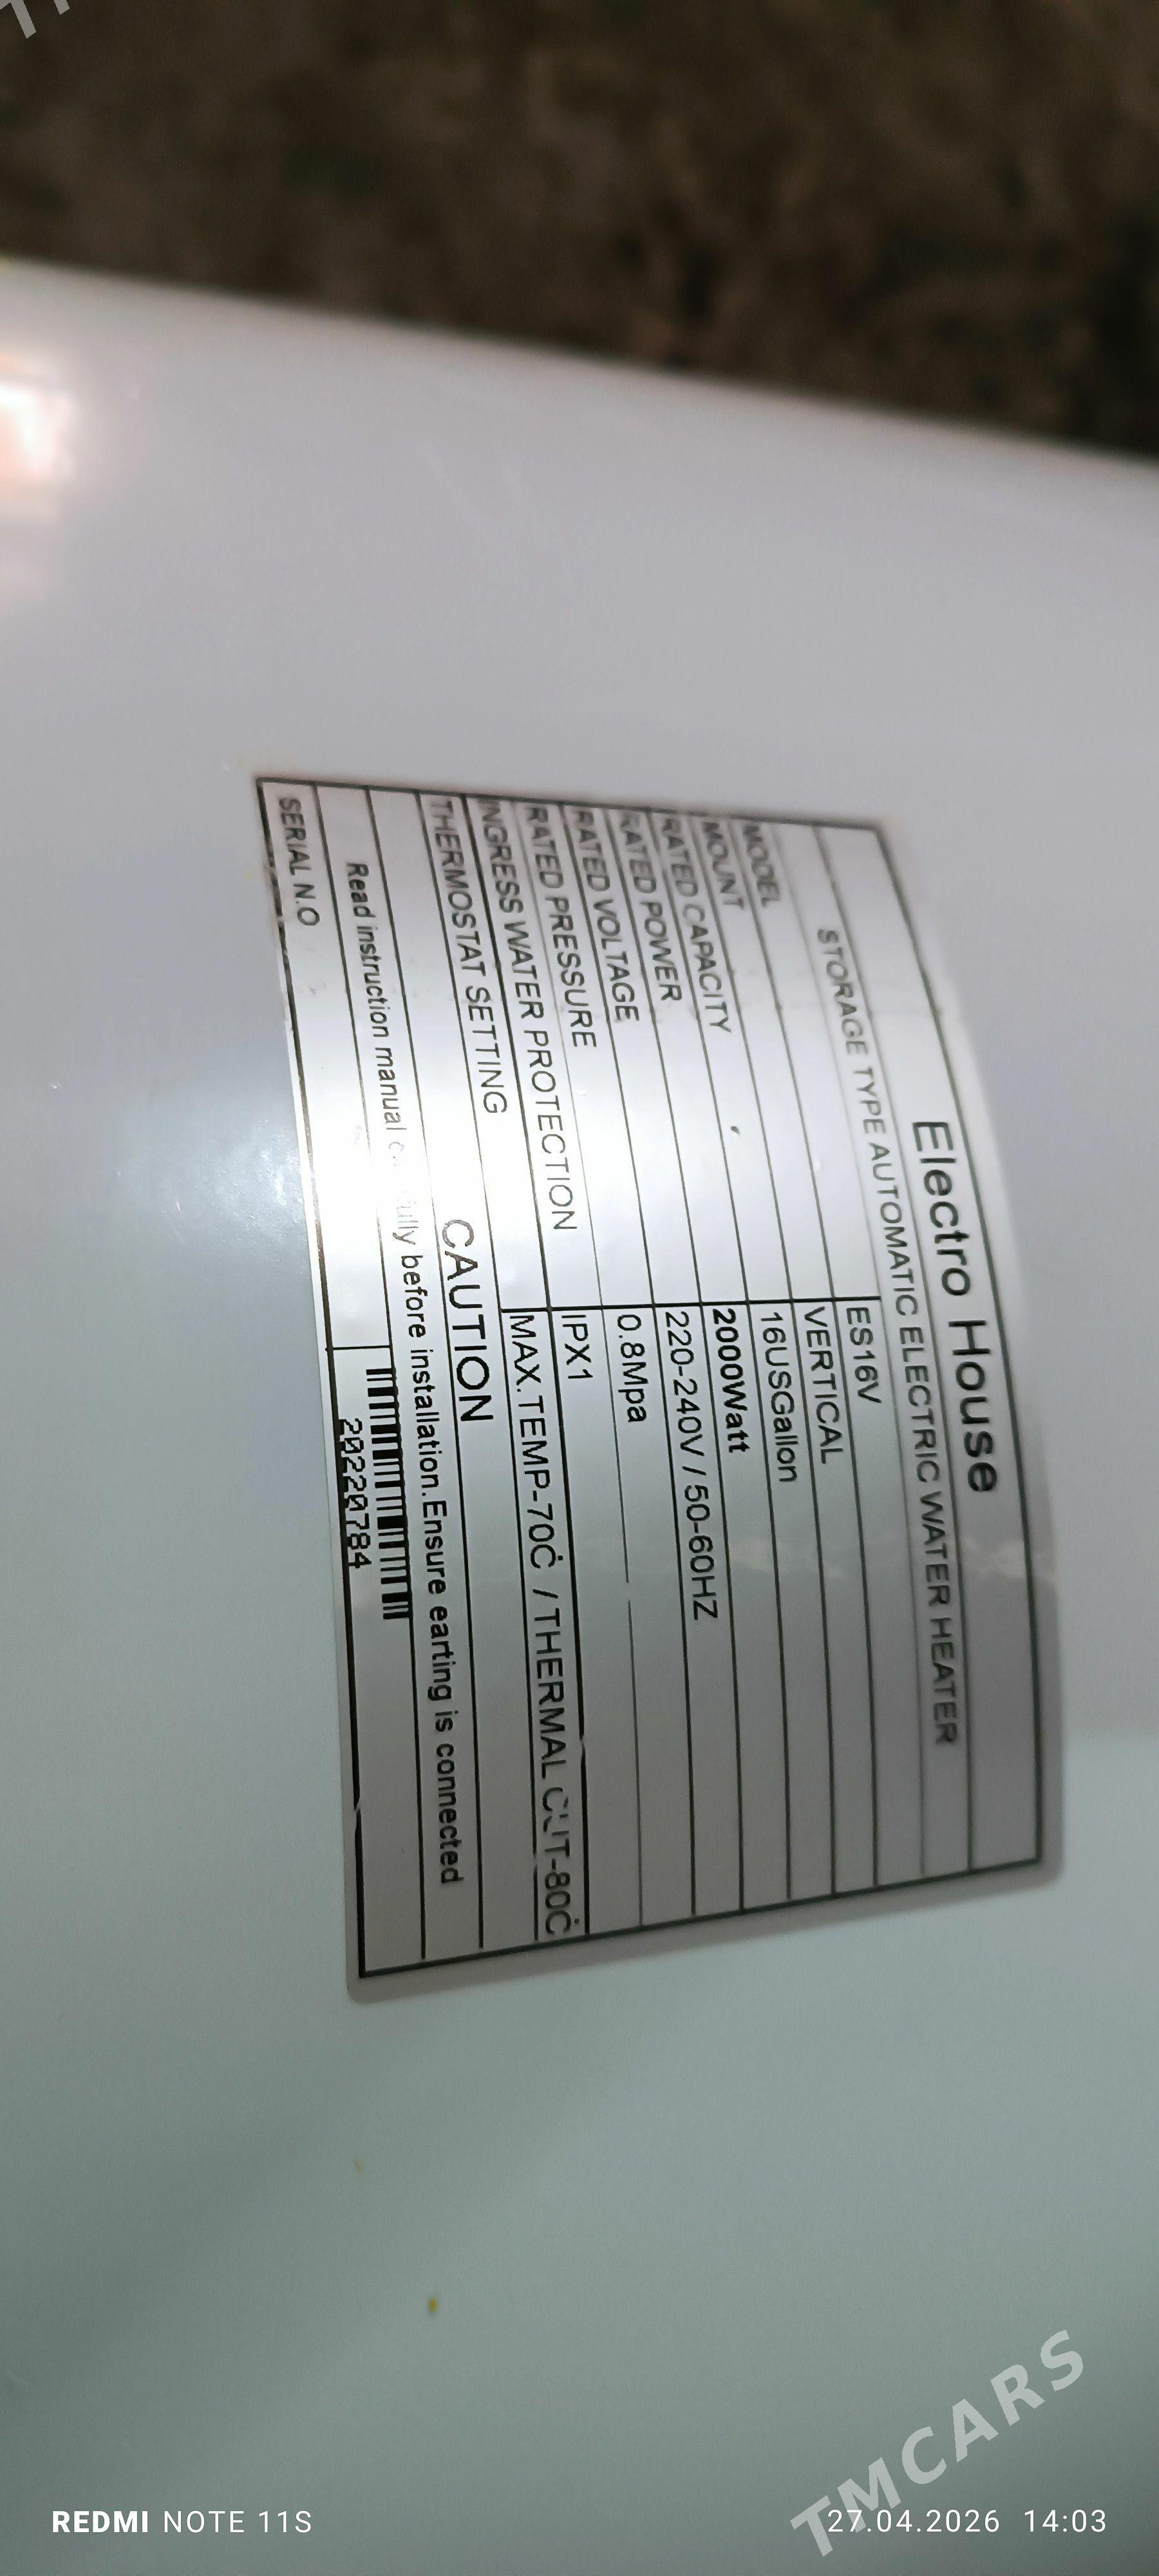 Electro House
STORAGE TYPE AUTOMATIC ELECTRIC WATER HEATER
MODEL ES16V
MOUNT VERTICAL
RATED CAPACITY 16USGallon
RATED POWER 2000Watt
RATED VOLTAGE 220-240V / 50-60HZ
RATED PRESSURE 0.8Mpa
INGRESS WATER PROTECTION IPX1
THERMOSTAT SETTING MAX.TEMP-70Ċ / THERMAL CUT-80Ċ
CAUTION
Read instruction manual before installation.Ensure earting is connected
SERIAL N.O 20220784
TMCARS
REDMI NOTE 11S
27.04.2026 14:03